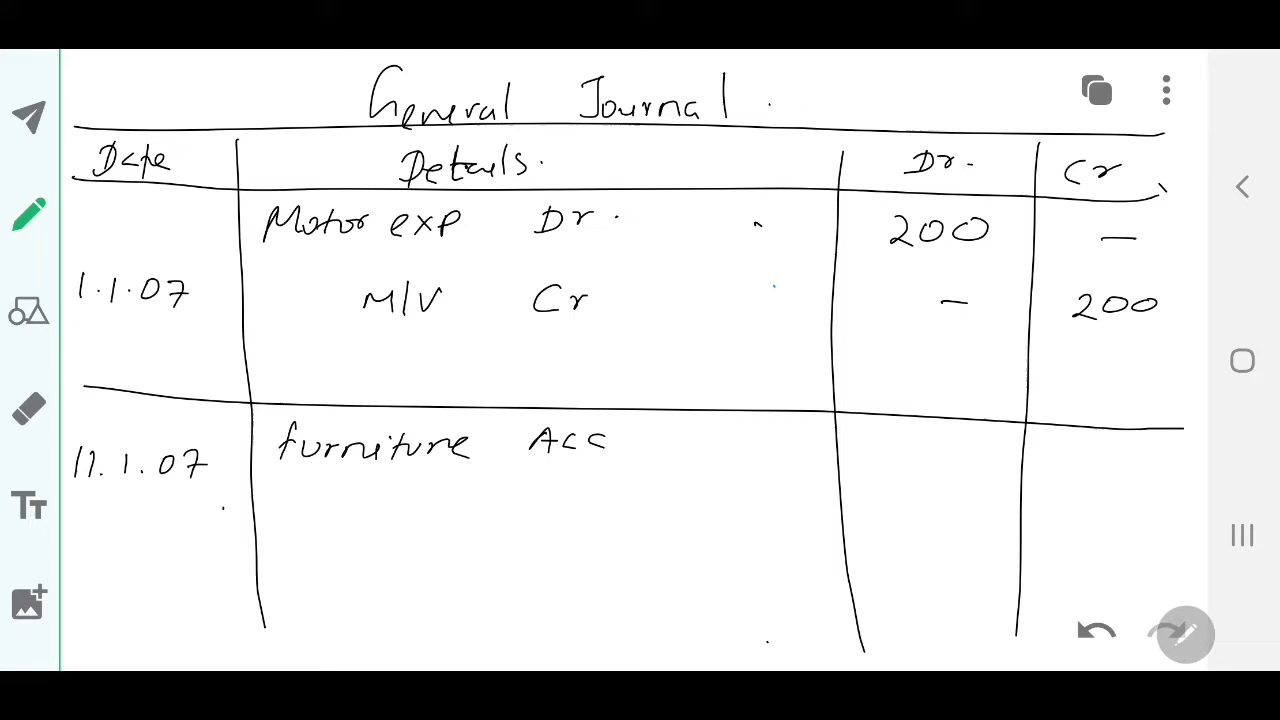 General Journal
Date Details. Dr. Cr
Motor exp Dr. 200 —
1.1.07 M/V Cr — 200
11.1.07 furniture Acc
TT